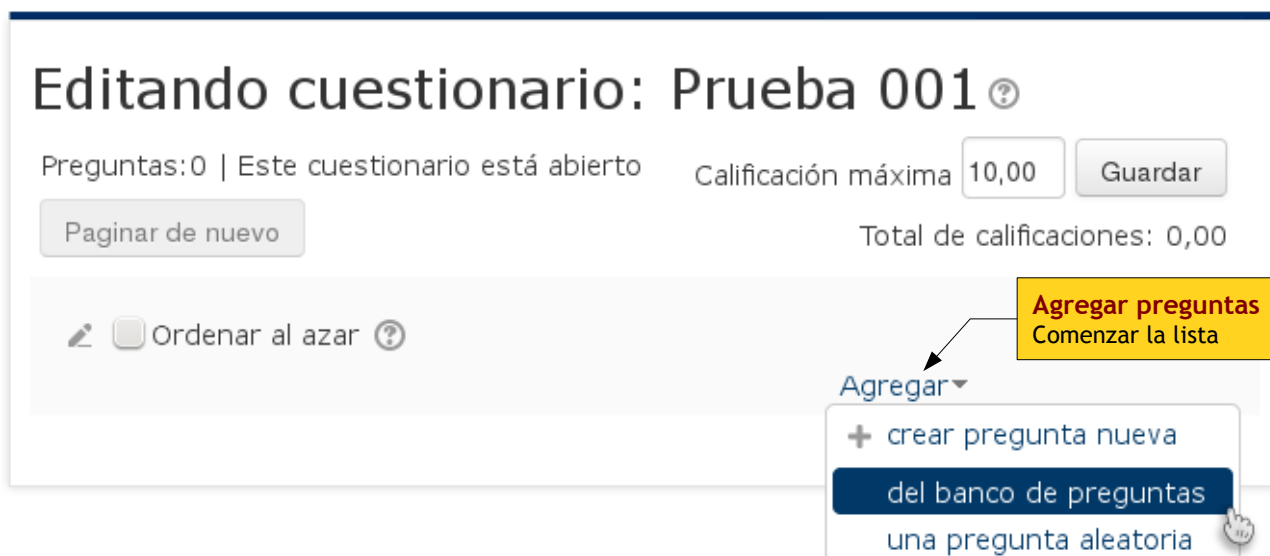 Editando cuestionario: Prueba 001
Preguntas:0 | Este cuestionario está abierto
Calificación máxima 10,00 Guardar
Paginar de nuevo
Total de calificaciones: 0,00
Agregar preguntas
Comenzar la lista
Ordenar al azar
Agregar
crear pregunta nueva
del banco de preguntas
una pregunta aleatoria